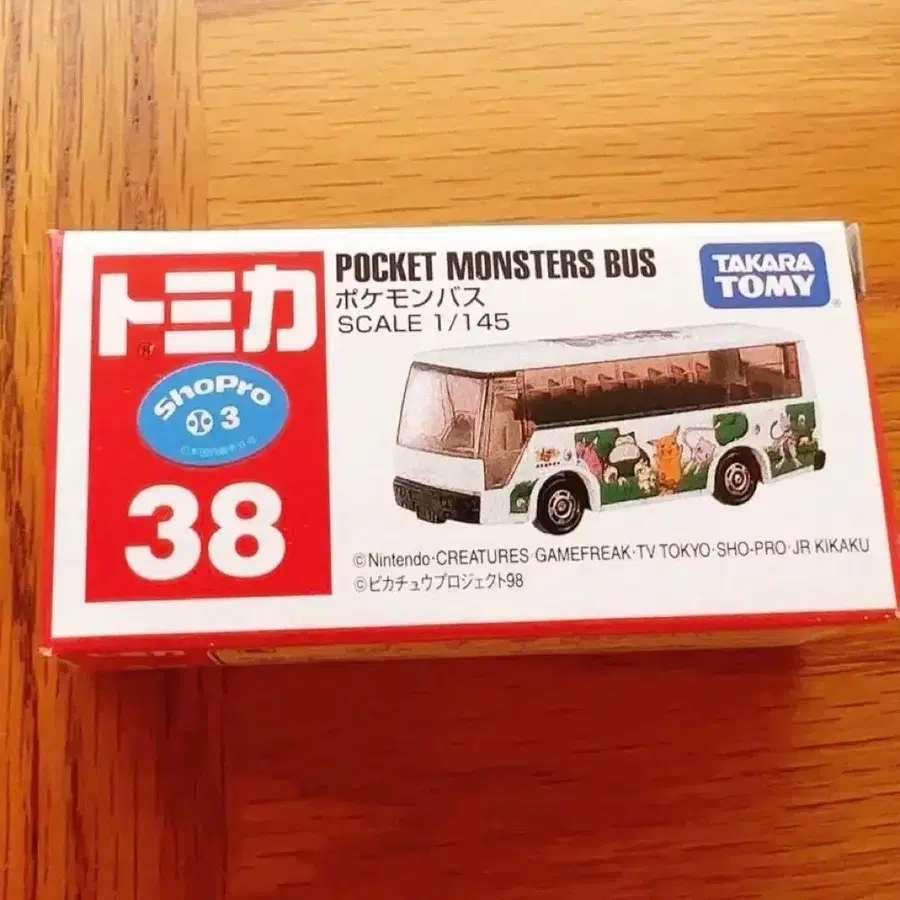 トミカ
ShoPro
3
38
POCKET MONSTERS BUS
ポケモンバス
SCALE 1/145
TAKARA
TOMY
©Nintendo·CREATURES·GAMEFREAK·TV TOKYO·SHO-PRO·JR KIKAKU
©ピカチュウプロジェクト98